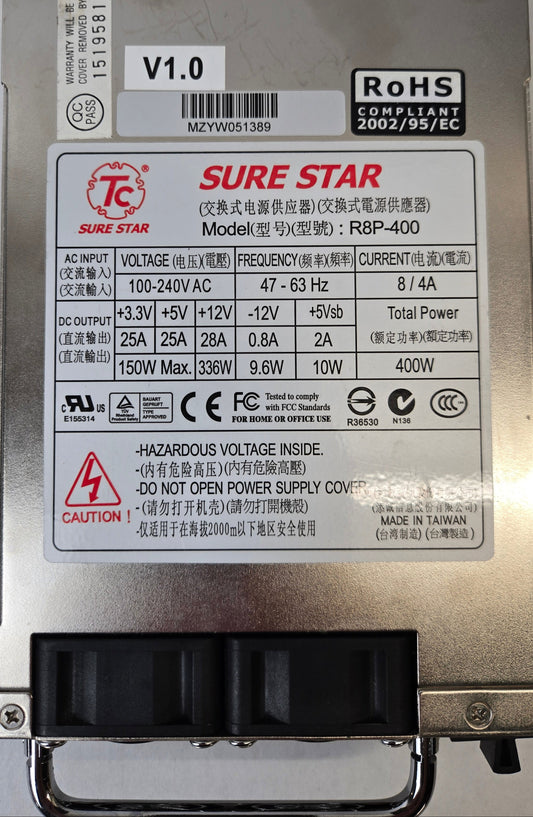 WARRANTY WILL BE
COVER REMOVED BY
1519581
QC
PASS
V1.0
MZYW051389
RoHS
COMPLIANT
2002/95/EC
TC ®
SURE STAR
SURE STAR
(交换式电源供应器)(交換式電源供應器)
Model(型号)(型號) : R8P-400
AC INPUT
(交流输入)
(交流輸入)
VOLTAGE (电压)(電壓)
FREQUENCY(频率)(頻率)
CURRENT(电流)(電流)
100-240V AC
47 - 63 Hz
8 / 4A
DC OUTPUT
(直流输出)
(直流輸出)
+3.3V +5V +12V -12V +5Vsb
Total Power
25A 25A 28A 0.8A 2A
(额定功率)(額定功率)
150W Max. 336W 9.6W 10W 400W
c RU US
E155314
TÜV
Rheinland
Product Safety
BAUART
GEPRÜFT
TYPE
APPROVED
CE
FC Tested to comply
with FCC Standards
FOR HOME OR OFFICE USE
R36530
N136
CCC
CAUTION !
-HAZARDOUS VOLTAGE INSIDE.
-(内有危险高压)(內有危險高壓)
-DO NOT OPEN POWER SUPPLY COVER
-(请勿打开机壳)(請勿打開機殼)
-仅适用于在海拔2000m以下地区安全使用
MADE IN TAIWAN
(台湾制造)(台灣製造)